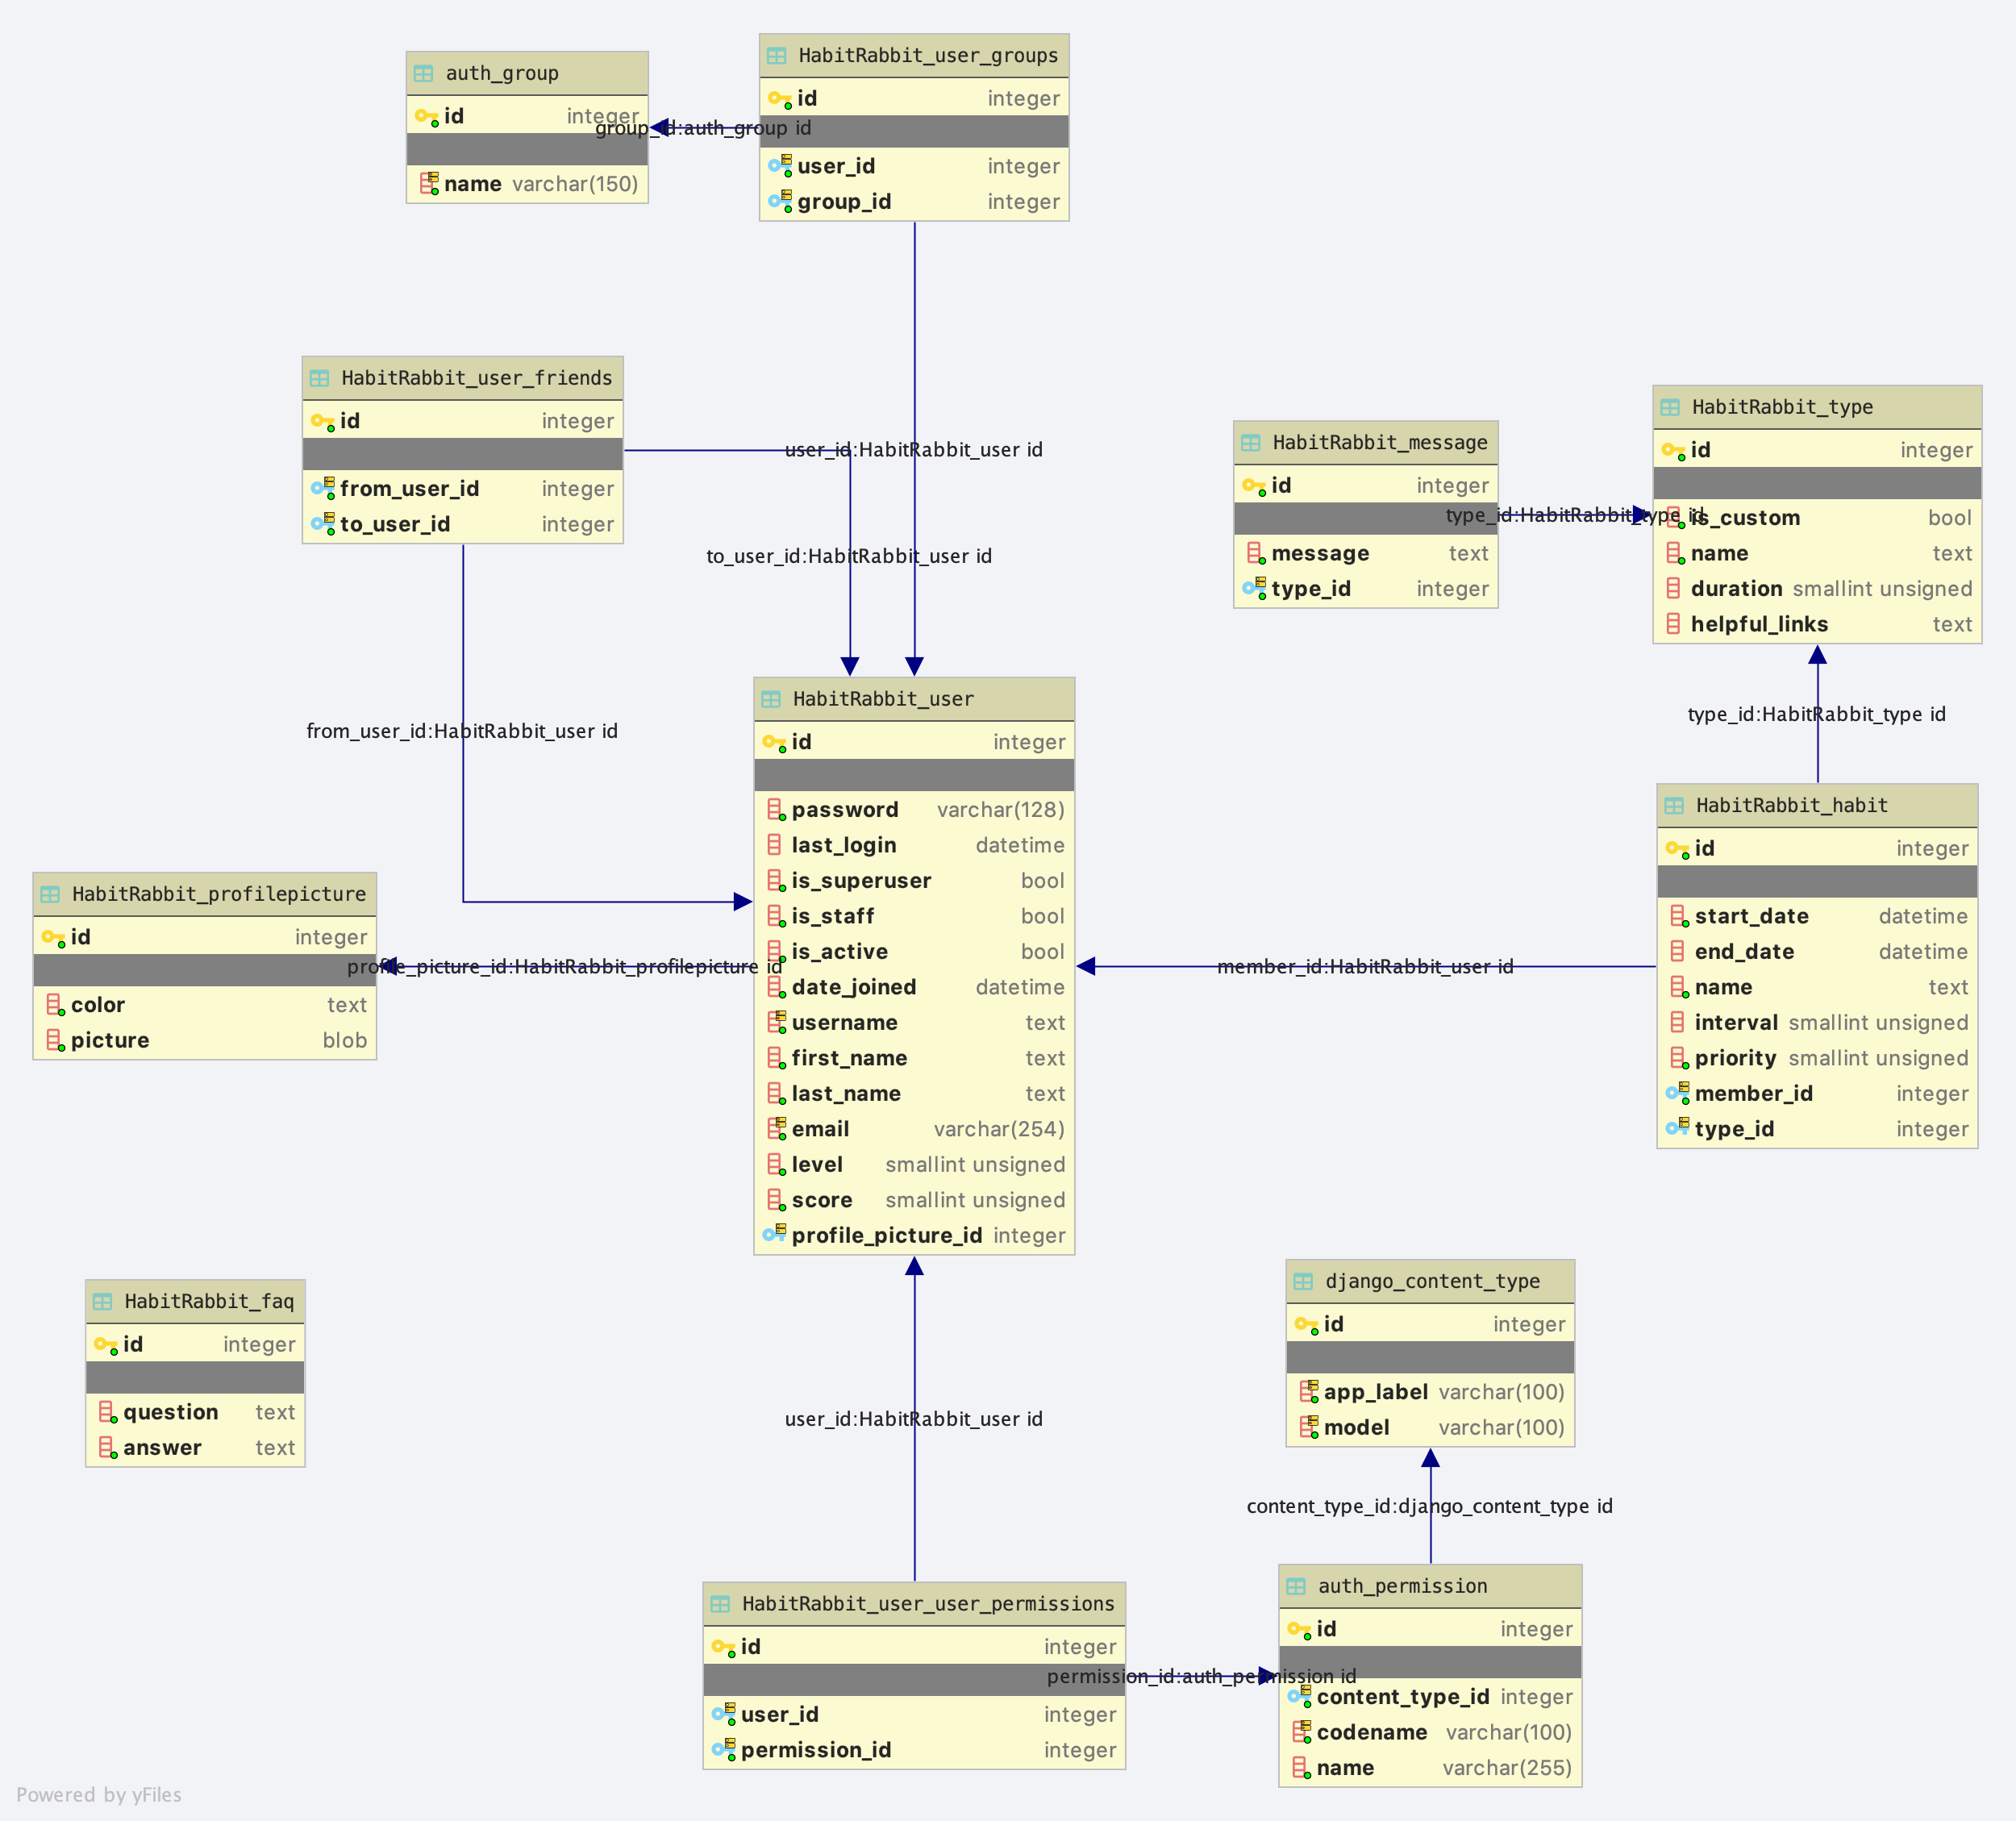 HabitRabbit_user_groups
id integer
user_id integer
group_id integer
auth_group
id integer
name varchar(150)
group_id:auth_group id
HabitRabbit_user_friends
id integer
from_user_id integer
to_user_id integer
user_id:HabitRabbit_user id
to_user_id:HabitRabbit_user id
from_user_id:HabitRabbit_user id
HabitRabbit_message
id integer
message text
type_id integer
type_id:HabitRabbit_type id
HabitRabbit_type
id integer
is_custom bool
name text
duration smallint unsigned
helpful_links text
type_id:HabitRabbit_type id
HabitRabbit_user
id integer
password varchar(128)
last_login datetime
is_superuser bool
is_staff bool
is_active bool
date_joined datetime
username text
first_name text
last_name text
email varchar(254)
level smallint unsigned
score smallint unsigned
profile_picture_id integer
HabitRabbit_habit
id integer
start_date datetime
end_date datetime
name text
interval smallint unsigned
priority smallint unsigned
member_id integer
type_id integer
member_id:HabitRabbit_user id
HabitRabbit_profilepicture
id integer
color text
picture blob
profile_picture_id:HabitRabbit_profilepicture id
HabitRabbit_faq
id integer
question text
answer text
user_id:HabitRabbit_user id
django_content_type
id integer
app_label varchar(100)
model varchar(100)
content_type_id:django_content_type id
HabitRabbit_user_user_permissions
id integer
user_id integer
permission_id integer
permission_id:auth_permission id
auth_permission
id integer
content_type_id integer
codename varchar(100)
name varchar(255)
Powered by yFiles